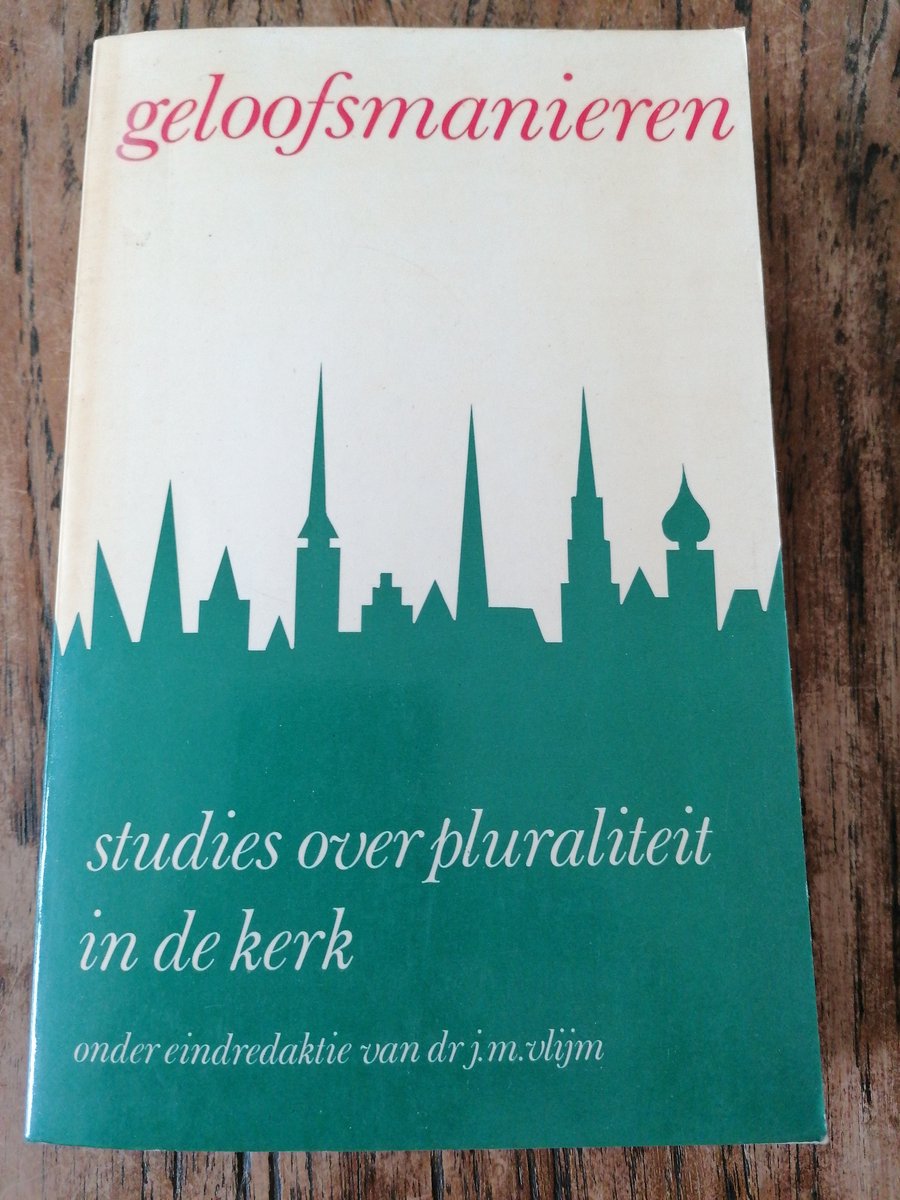 geloofsmanieren
studies over pluraliteit
in de kerk
onder eindredaktie van dr j.m.vlijm